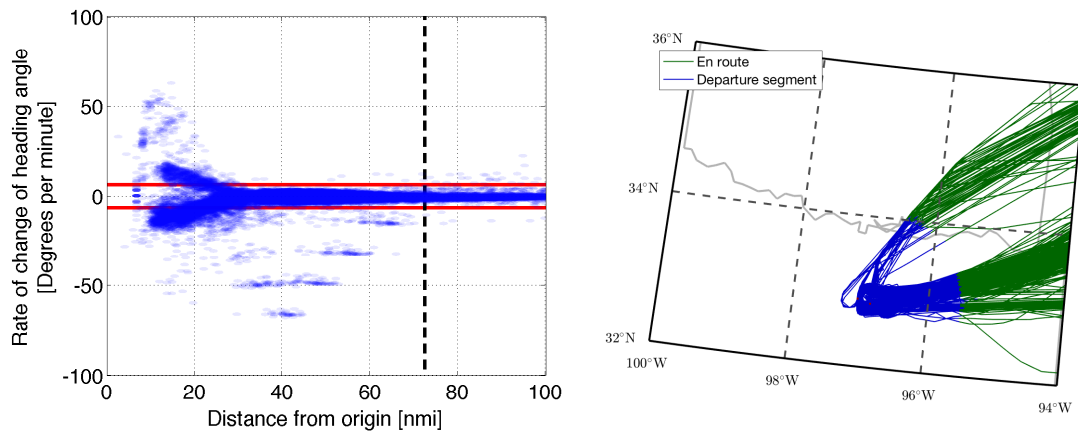 Rate of change of heading angle
[Degrees per minute]
100
50
0
-50
-100
0
20
40
60
80
100
Distance from origin [nmi]
En route
Departure segment
36°N
34°N
32°N
100°W
98°W
96°W
94°W